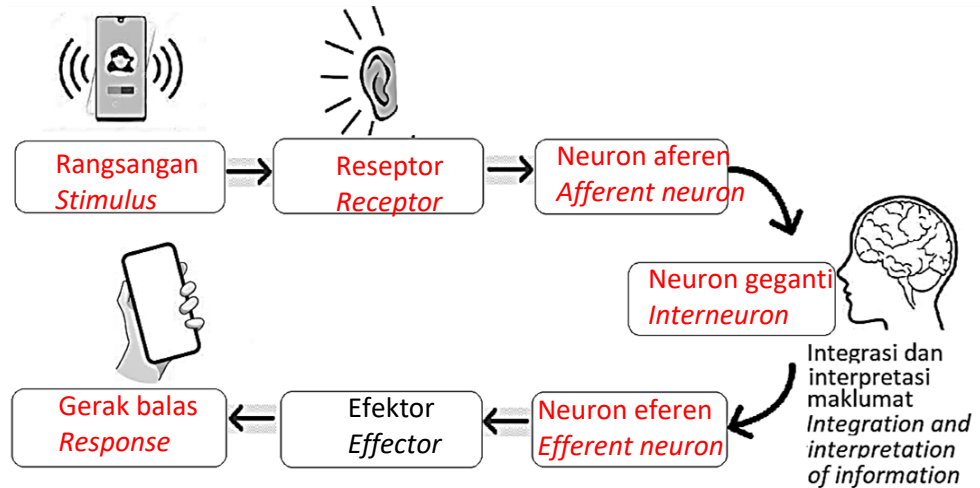 Rangsangan
Stimulus
Reseptor
Receptor
Neuron aferen
Afferent neuron
Neuron geganti
Interneuron
Integrasi dan
interpretasi
maklumat
Integration and
interpretation
of information
Neuron eferen
Efferent neuron
Efektor
Effector
Gerak balas
Response